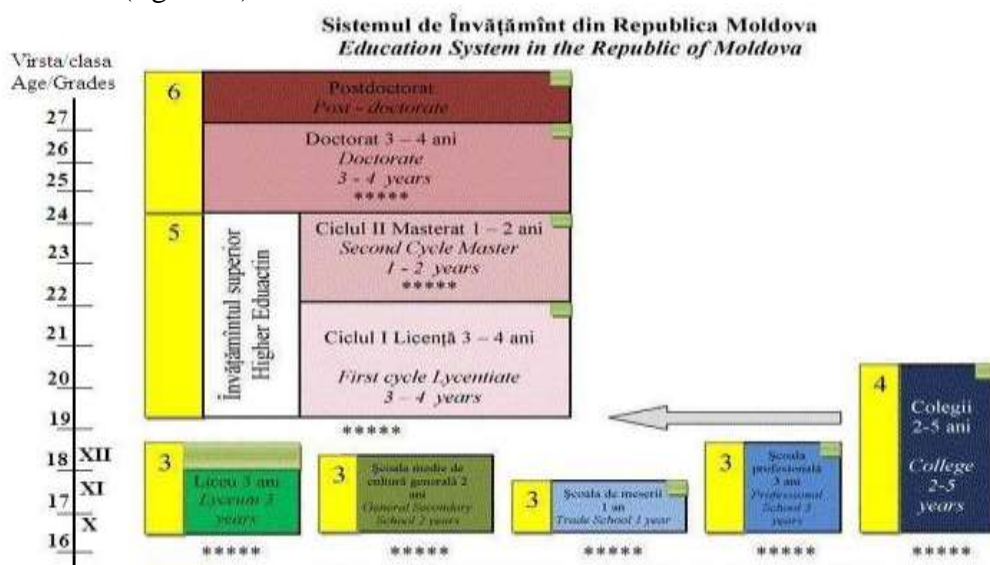 Sistemul de Învățămînt din Republica Moldova
Education System in the Republic of Moldova
Virsta/clasa
Age/Grades
27
26
25
24
23
22
21
20
19
18 XII
XI
17
X
16
6
Postdoctorat
Post - doctorate
Doctorat 3 – 4 ani
Doctorate
3 - 4 years
*****
5
Învățămîntul superior
Higher Eduactin
Ciclul II Masterat 1 – 2 ani
Second Cycle Master
1 - 2 years
*****
Ciclul I Licență 3 – 4 ani
First cycle Lycentiate
3 – 4 years
*****
4
Colegii
2-5 ani
College
2-5
years
*****
3
Liceu 3 ani
Lyceum 3
years
*****
3
Școala medie de
cultură generală 2
ani
General Secondary
School 2 years
*****
3
Școala de meserii
1 an
Trade School 1 year
*****
3
Școala
profesională
3 ani
Professional
School 3
years
*****